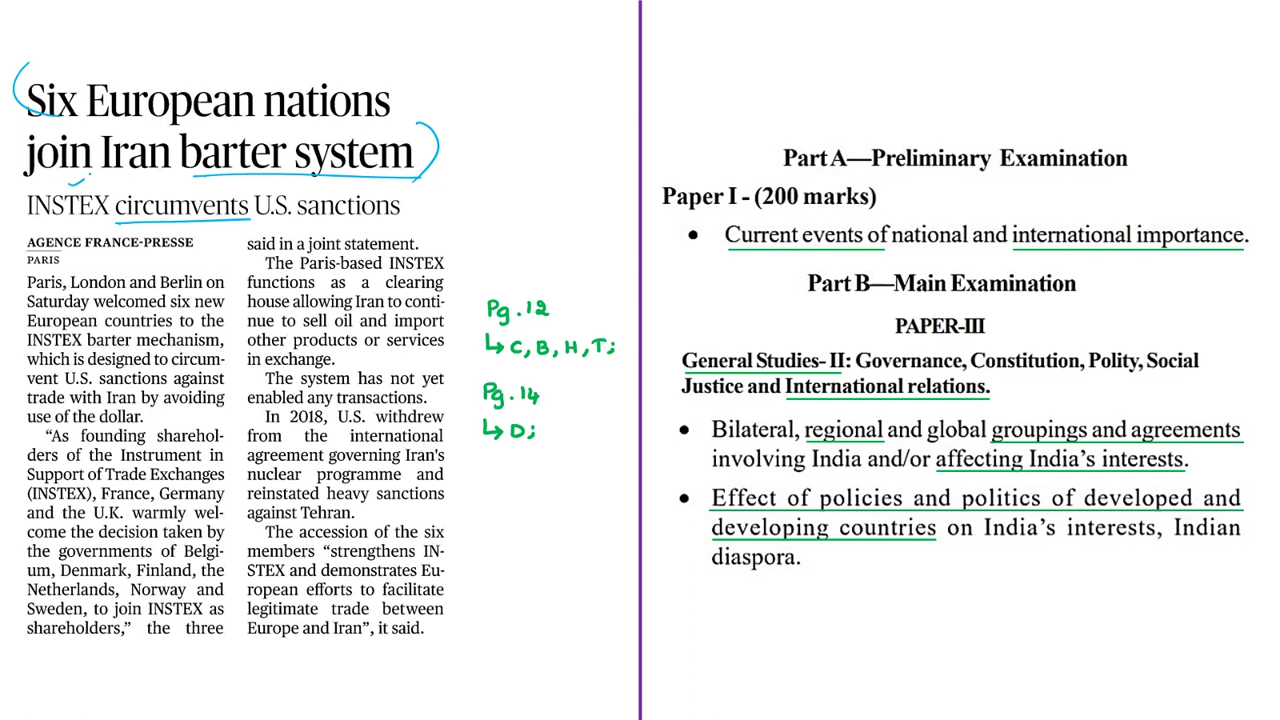 Six European nations
join Iran barter system
INSTEX circumvents U.S. sanctions
AGENCE FRANCE-PRESSE
PARIS
Paris, London and Berlin on
Saturday welcomed six new
European countries to the
INSTEX barter mechanism,
which is designed to circum-
vent U.S. sanctions against
trade with Iran by avoiding
use of the dollar.
“As founding sharehol-
ders of the Instrument in
Support of Trade Exchanges
(INSTEX), France, Germany
and the U.K. warmly wel-
come the decision taken by
the governments of Belgi-
um, Denmark, Finland, the
Netherlands, Norway and
Sweden, to join INSTEX as
shareholders,” the three
said in a joint statement.
The Paris-based INSTEX
functions as a clearing
house allowing Iran to conti-
nue to sell oil and import
other products or services
in exchange.
The system has not yet
enabled any transactions.
In 2018, U.S. withdrew
from the international
agreement governing Iran's
nuclear programme and
reinstated heavy sanctions
against Tehran.
The accession of the six
members “strengthens IN-
STEX and demonstrates Eu-
ropean efforts to facilitate
legitimate trade between
Europe and Iran”, it said.
Pg. 12
↳ C, B, H, T;
Pg. 14
↳ D;
Part A—Preliminary Examination
Paper I - (200 marks)
• Current events of national and international importance.
Part B—Main Examination
PAPER-III
General Studies- II: Governance, Constitution, Polity, Social
Justice and International relations.
• Bilateral, regional and global groupings and agreements
involving India and/or affecting India’s interests.
• Effect of policies and politics of developed and
developing countries on India’s interests, Indian
diaspora.